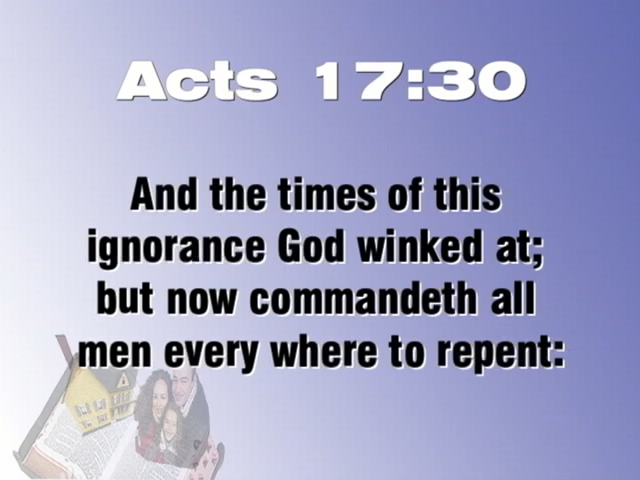 Acts 17:30
And the times of this
ignorance God winked at;
but now commandeth all
men every where to repent: